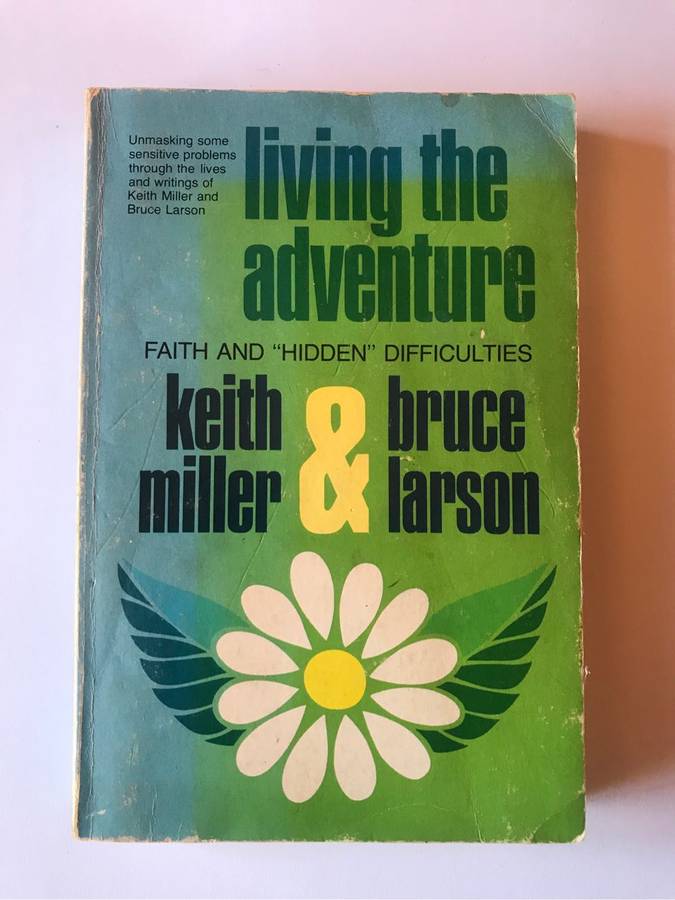 Unmasking some
sensitive problems
through the lives
and writings of
Keith Miller and
Bruce Larson
living the
adventure
FAITH AND “HIDDEN” DIFFICULTIES
keith & bruce
miller larson